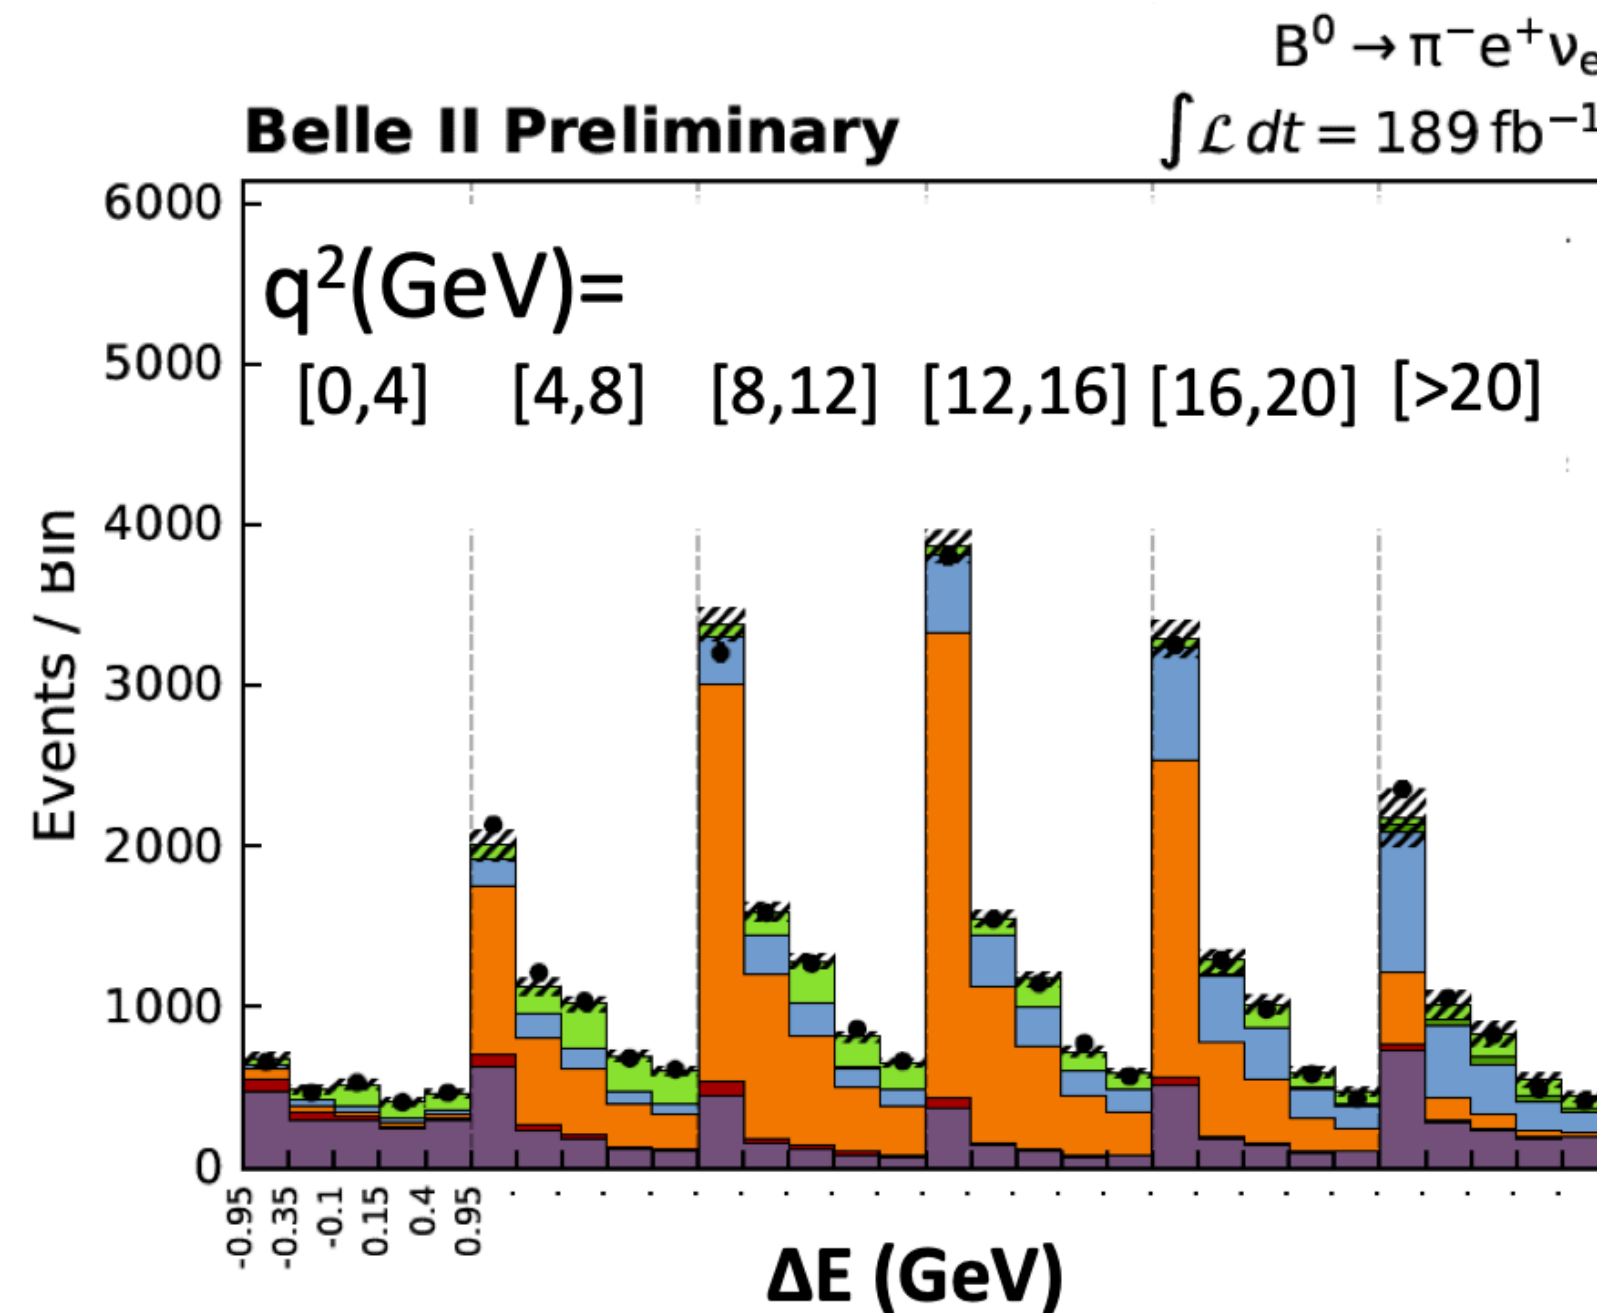 B⁰ → π⁻e⁺νₑ
Belle II Preliminary
∫ℒ dt = 189 fb⁻¹
6000
q²(GeV)=
5000
[0,4] [4,8] [8,12] [12,16] [16,20] [>20]
4000
Events / Bin
3000
2000
1000
0
-0.95 -0.35 -0.1 0.15 0.4 0.95
ΔE (GeV)